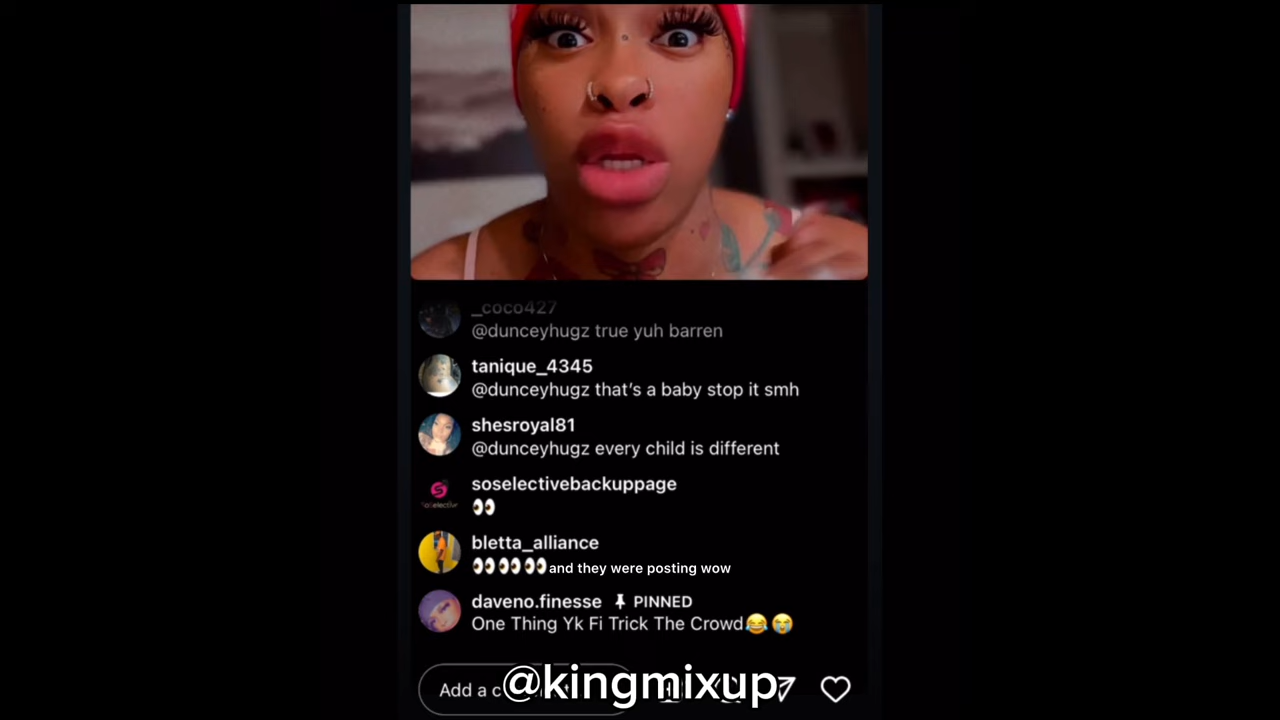 _coco427
@dunceyhugz true yuh barren
tanique_4345
@dunceyhugz that's a baby stop it smh
shesroyal81
@dunceyhugz every child is different
soselectivebackuppage
👀
bletta_alliance
👀👀👀and they were posting wow
daveno.finesse PINNED
One Thing Yk Fi Trick The Crowd😂😭
Add a c
@kingmixup